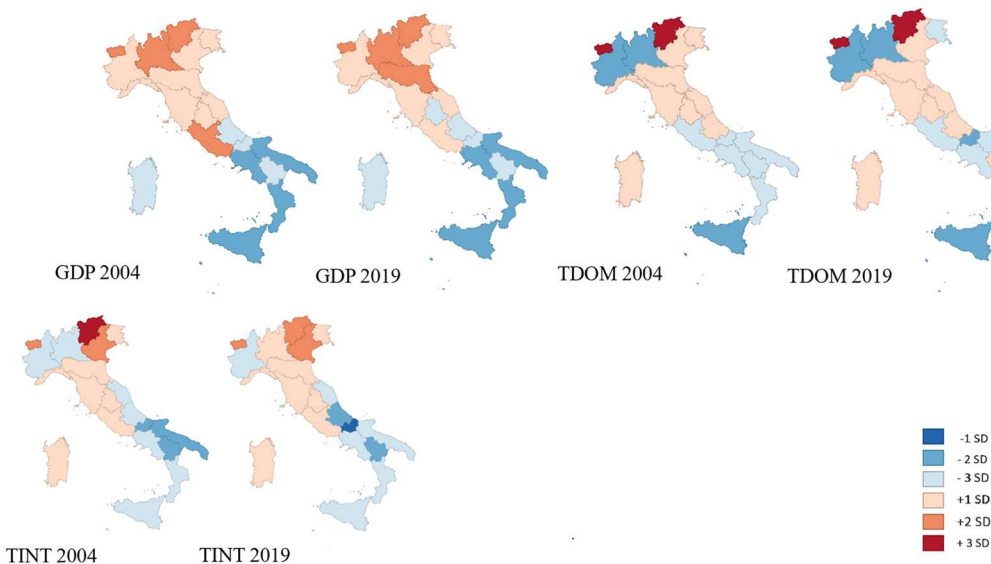 GDP 2004
GDP 2019
TDOM 2004
TDOM 2019
TINT 2004
TINT 2019
-1 SD
- 2 SD
- 3 SD
+1 SD
+2 SD
+ 3 SD